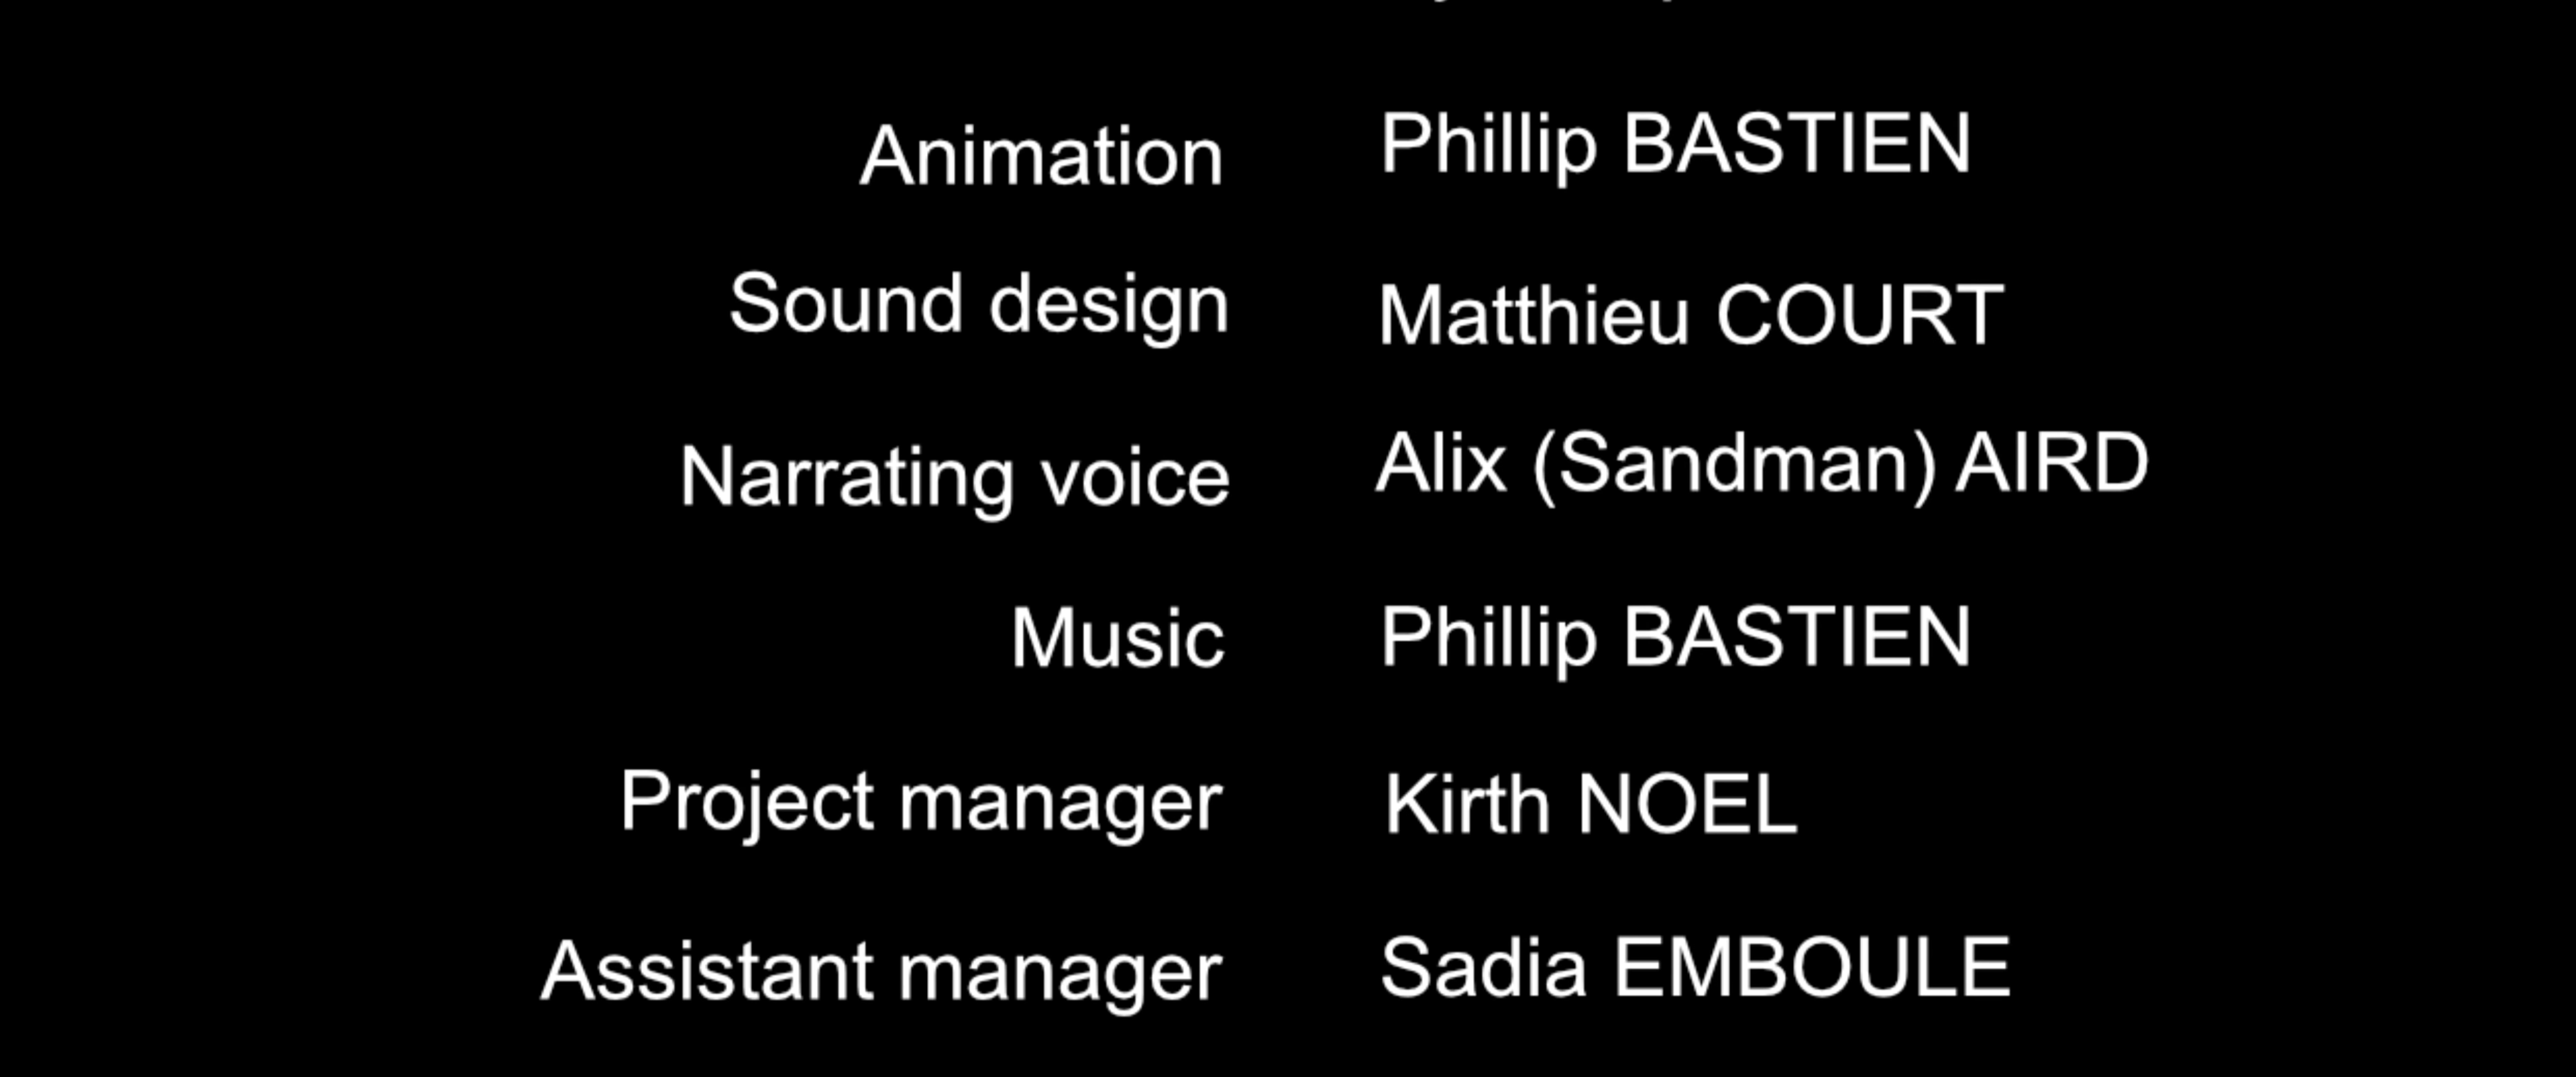 Animation Phillip BASTIEN
Sound design Matthieu COURT
Narrating voice Alix (Sandman) AIRD
Music Phillip BASTIEN
Project manager Kirth NOEL
Assistant manager Sadia EMBOULE